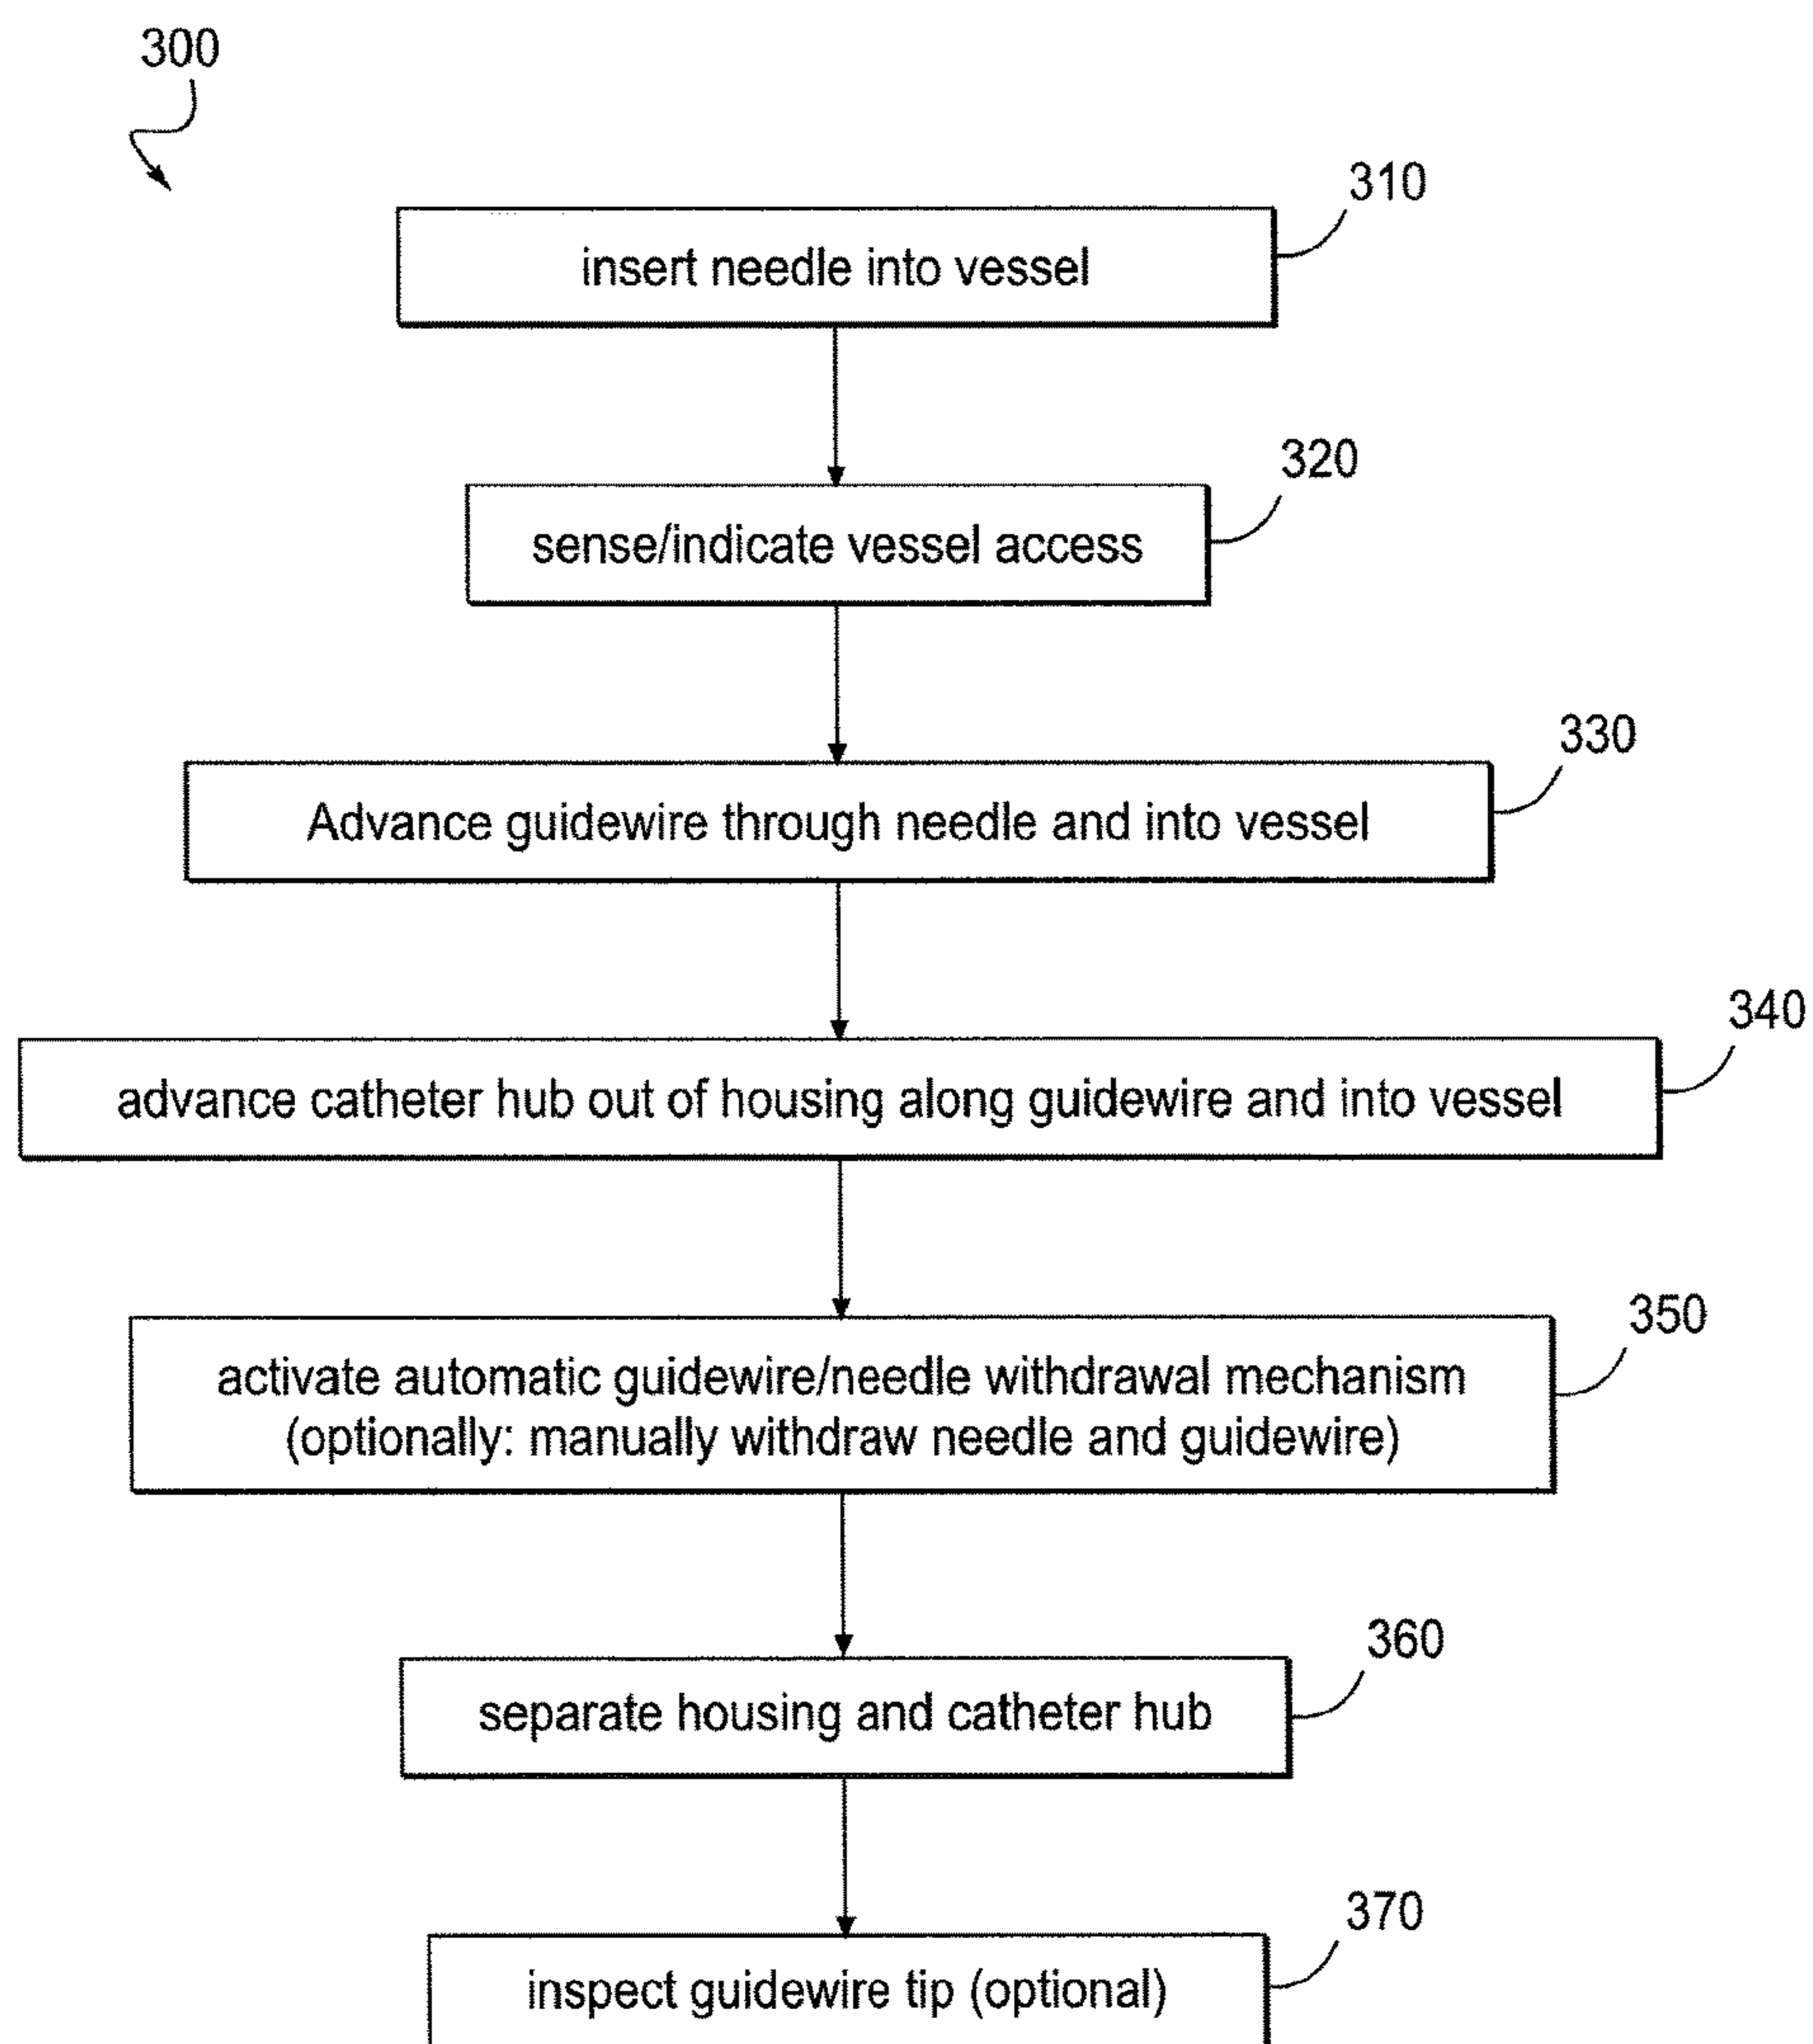 300
310
insert needle into vessel
320
sense/indicate vessel access
330
Advance guidewire through needle and into vessel
340
advance catheter hub out of housing along guidewire and into vessel
350
activate automatic guidewire/needle withdrawal mechanism
(optionally: manually withdraw needle and guidewire)
360
separate housing and catheter hub
370
inspect guidewire tip (optional)